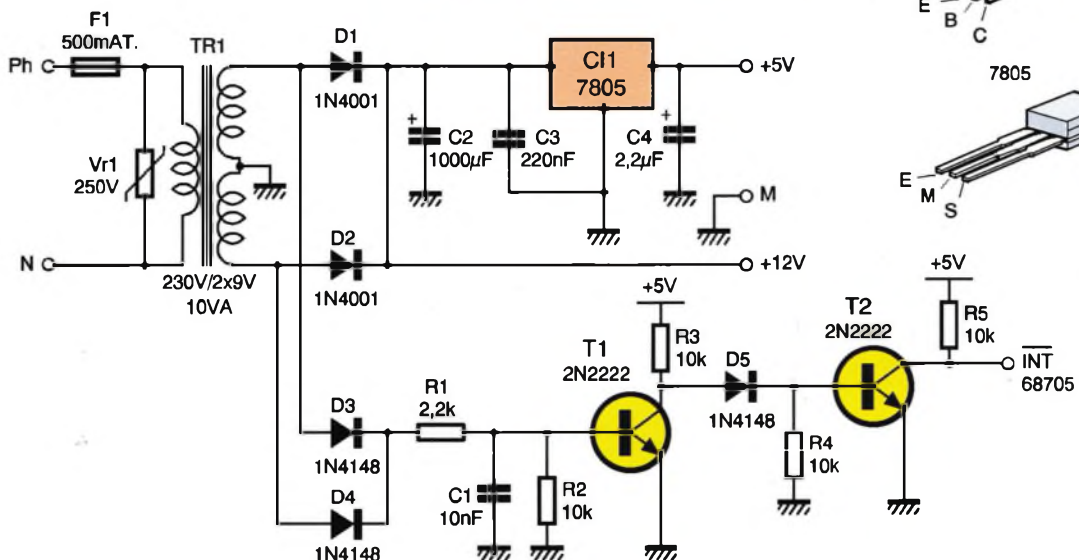 F1
500mAT.
TR1
Ph
Vr1
250V
N
230V/2x9V
10VA
D1
1N4001
D2
1N4001
+
C2
1000µF
C3
220nF
CI1
7805
+
C4
2,2µF
+5V
M
+12V
E
B
C
7805
E
M
S
D3
1N4148
D4
1N4148
R1
2,2k
C1
10nF
R2
10k
T1
2N2222
+5V
R3
10k
D5
1N4148
R4
10k
T2
2N2222
+5V
R5
10k
INT
68705